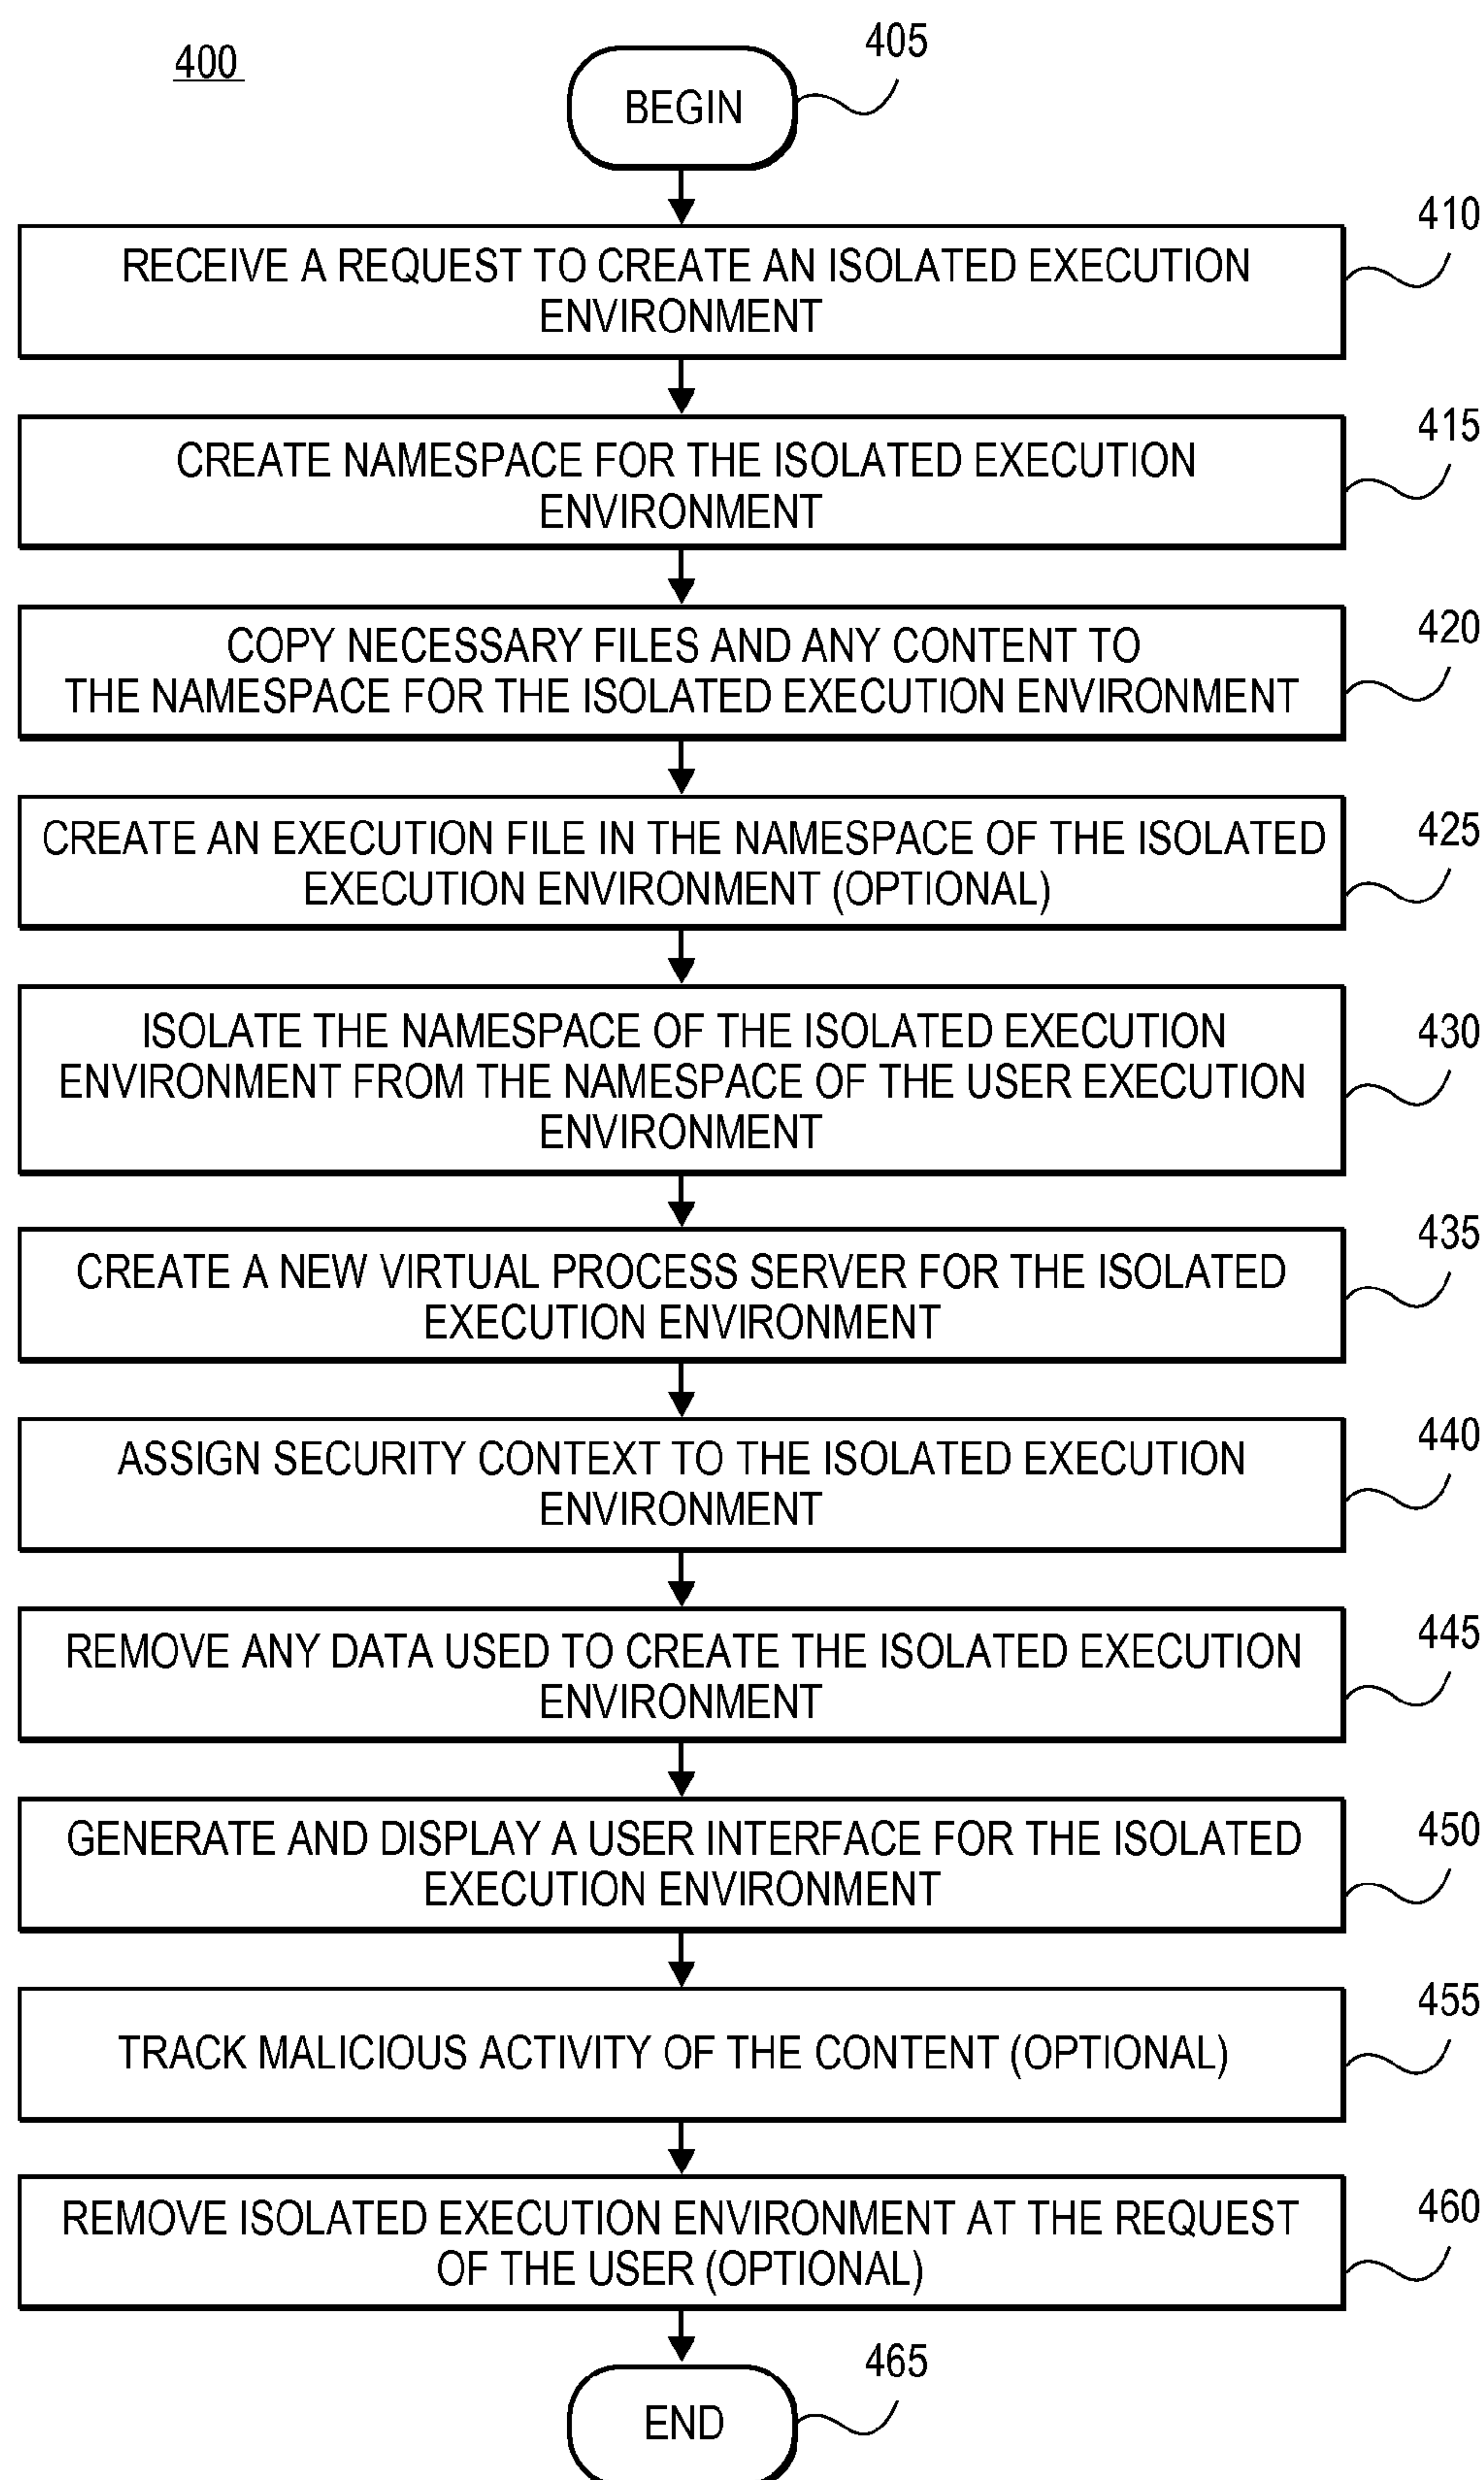 400
405
BEGIN
410
RECEIVE A REQUEST TO CREATE AN ISOLATED EXECUTION
ENVIRONMENT
415
CREATE NAMESPACE FOR THE ISOLATED EXECUTION
ENVIRONMENT
420
COPY NECESSARY FILES AND ANY CONTENT TO
THE NAMESPACE FOR THE ISOLATED EXECUTION ENVIRONMENT
425
CREATE AN EXECUTION FILE IN THE NAMESPACE OF THE ISOLATED
EXECUTION ENVIRONMENT (OPTIONAL)
430
ISOLATE THE NAMESPACE OF THE ISOLATED EXECUTION
ENVIRONMENT FROM THE NAMESPACE OF THE USER EXECUTION
ENVIRONMENT
435
CREATE A NEW VIRTUAL PROCESS SERVER FOR THE ISOLATED
EXECUTION ENVIRONMENT
440
ASSIGN SECURITY CONTEXT TO THE ISOLATED EXECUTION
ENVIRONMENT
445
REMOVE ANY DATA USED TO CREATE THE ISOLATED EXECUTION
ENVIRONMENT
450
GENERATE AND DISPLAY A USER INTERFACE FOR THE ISOLATED
EXECUTION ENVIRONMENT
455
TRACK MALICIOUS ACTIVITY OF THE CONTENT (OPTIONAL)
460
REMOVE ISOLATED EXECUTION ENVIRONMENT AT THE REQUEST
OF THE USER (OPTIONAL)
465
END